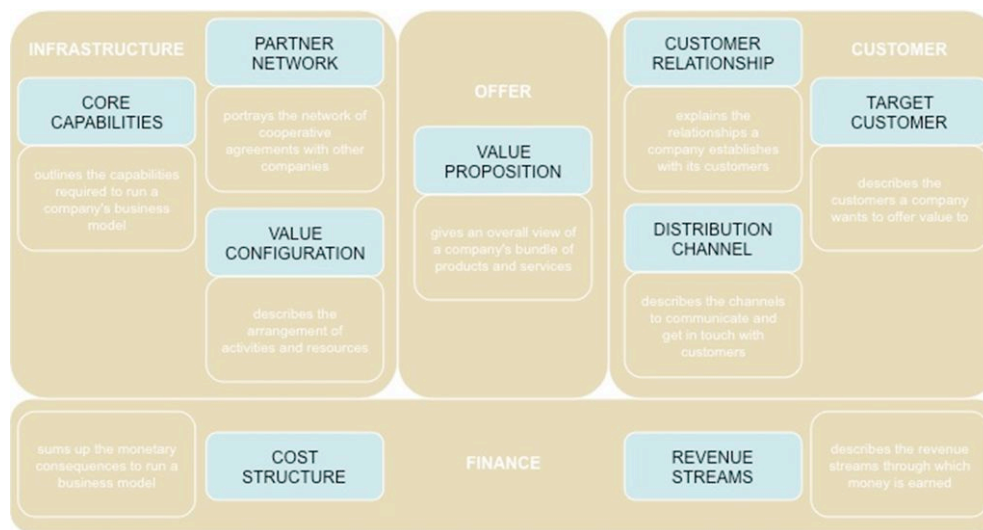 INFRASTRUCTURE
CORE
CAPABILITIES
outlines the capabilities
required to run a
company's business
model
PARTNER
NETWORK
portrays the network of
cooperative
agreements with other
companies
VALUE
CONFIGURATION
describes the
arrangement of
activities and resources
OFFER
VALUE
PROPOSITION
gives an overall view of
a company's bundle of
products and services
CUSTOMER
RELATIONSHIP
explains the
relationships a
company establishes
with its customers
DISTRIBUTION
CHANNEL
describes the channels
to communicate and
get in touch with
customers
CUSTOMER
TARGET
CUSTOMER
describes the
customers a company
wants to offer value to
sums up the monetary
consequences to run a
business model
COST
STRUCTURE
FINANCE
REVENUE
STREAMS
describes the revenue
streams through which
money is earned